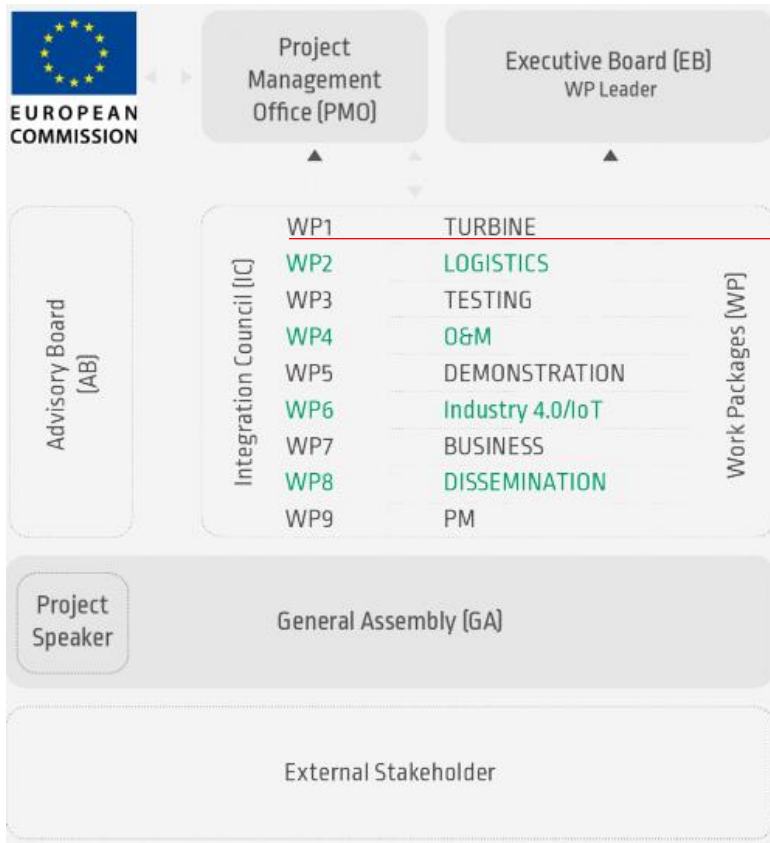 EUROPEAN
COMMISSION
Project
Management
Office (PMO)
Executive Board (EB)
WP Leader
Advisory Board
(AB)
Integration Council (IC)
WP1 TURBINE
WP2 LOGISTICS
WP3 TESTING
WP4 O&M
WP5 DEMONSTRATION
WP6 Industry 4.0/IoT
WP7 BUSINESS
WP8 DISSEMINATION
WP9 PM
Work Packages (WP)
Project
Speaker
General Assembly (GA)
External Stakeholder